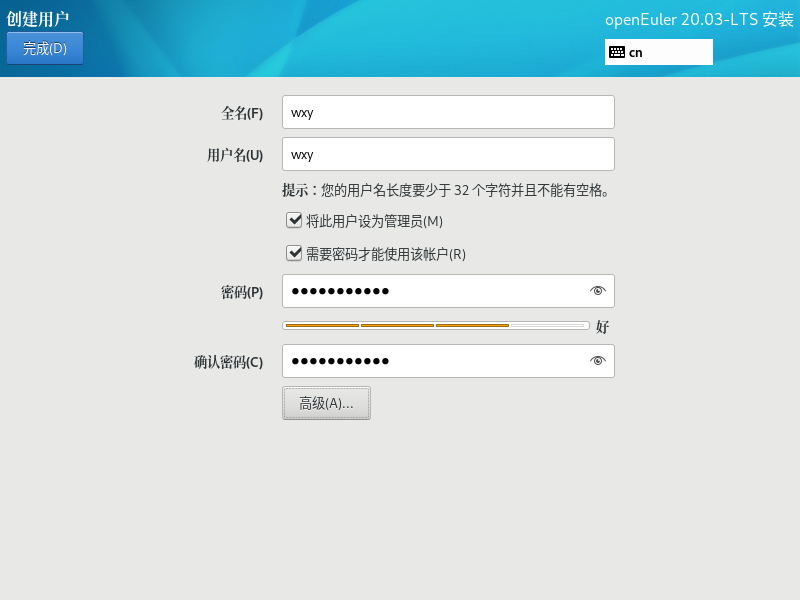 创建用户
openEuler 20.03-LTS 安装
完成(D)
cn
全名(F)
wxy
用户名(U)
wxy
提示：您的用户名长度要少于 32 个字符并且不能有空格。
将此用户设为管理员(M)
需要密码才能使用该帐户(R)
密码(P)
●●●●●●●●●●●
好
确认密码(C)
●●●●●●●●●●●
高级(A)...